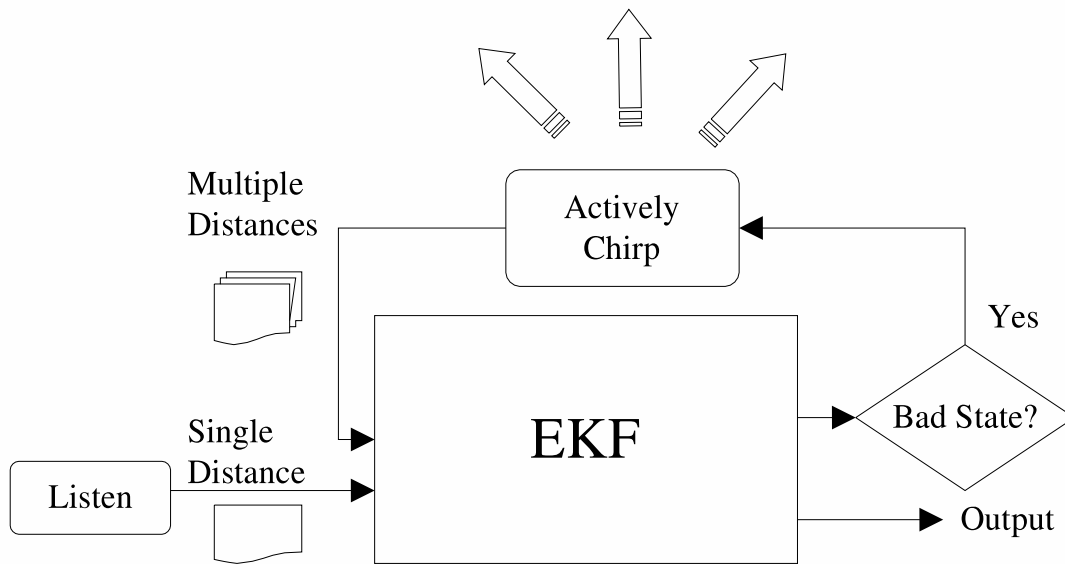 Multiple
Distances
Actively
Chirp
Yes
Bad State?
EKF
Single
Distance
Listen
Output